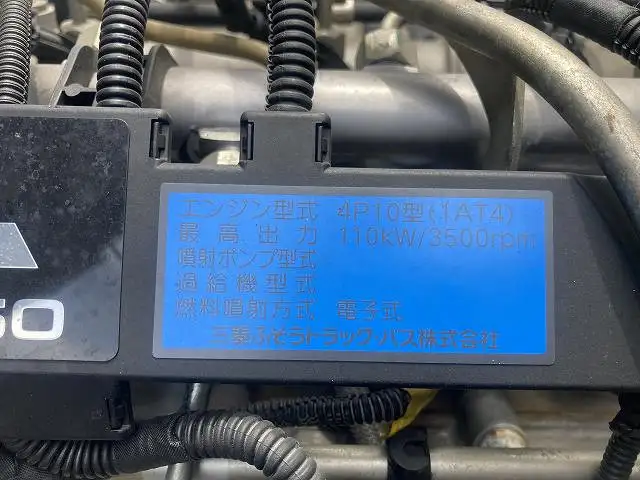 エンジン型式 4P10型(1AT4)
最高出力 110kW/3500rpm
噴射ポンプ型式
過給機型式
燃料噴射方式 電子式
三菱ふそうトラック・バス株式会社
50